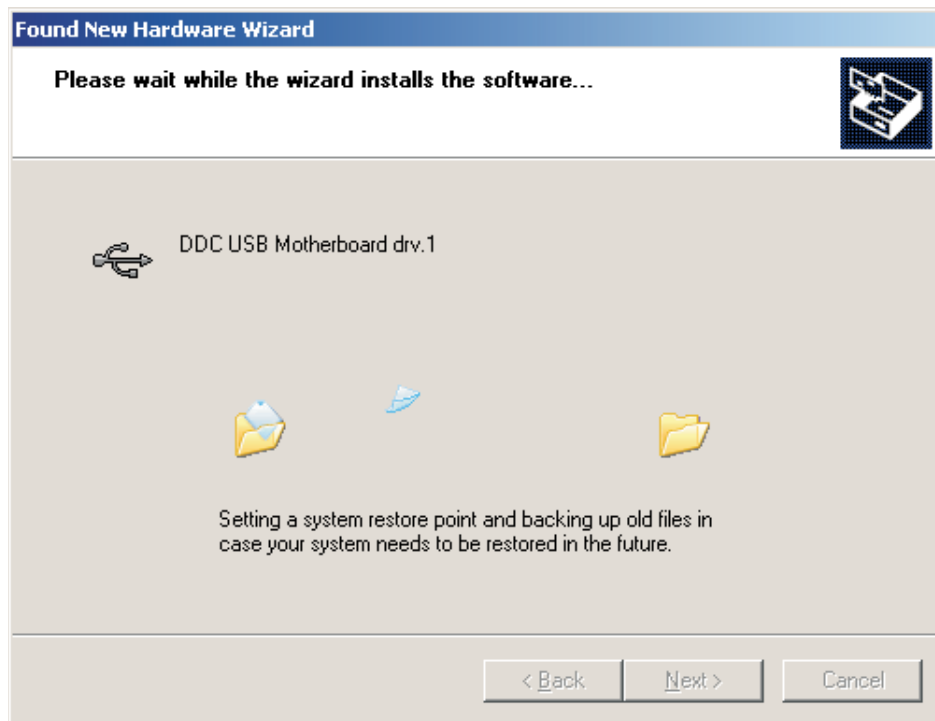 Found New Hardware Wizard
Please wait while the wizard installs the software...
DDC USB Motherboard drv.1
Setting a system restore point and backing up old files in
case your system needs to be restored in the future.
< Back
Next >
Cancel